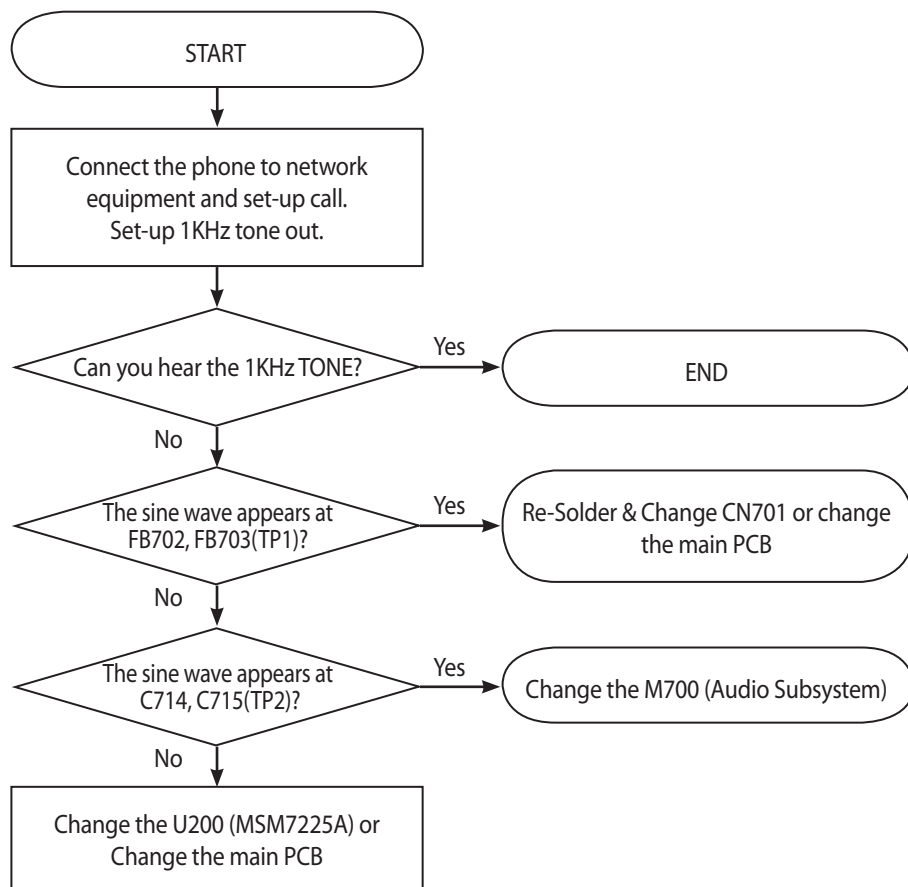 START
Connect the phone to network
equipment and set-up call.
Set-up 1KHz tone out.
Can you hear the 1KHz TONE?
Yes
END
No
The sine wave appears at
FB702, FB703(TP1)?
Yes
Re-Solder & Change CN701 or change
the main PCB
No
The sine wave appears at
C714, C715(TP2)?
Yes
Change the M700 (Audio Subsystem)
No
Change the U200 (MSM7225A) or
Change the main PCB